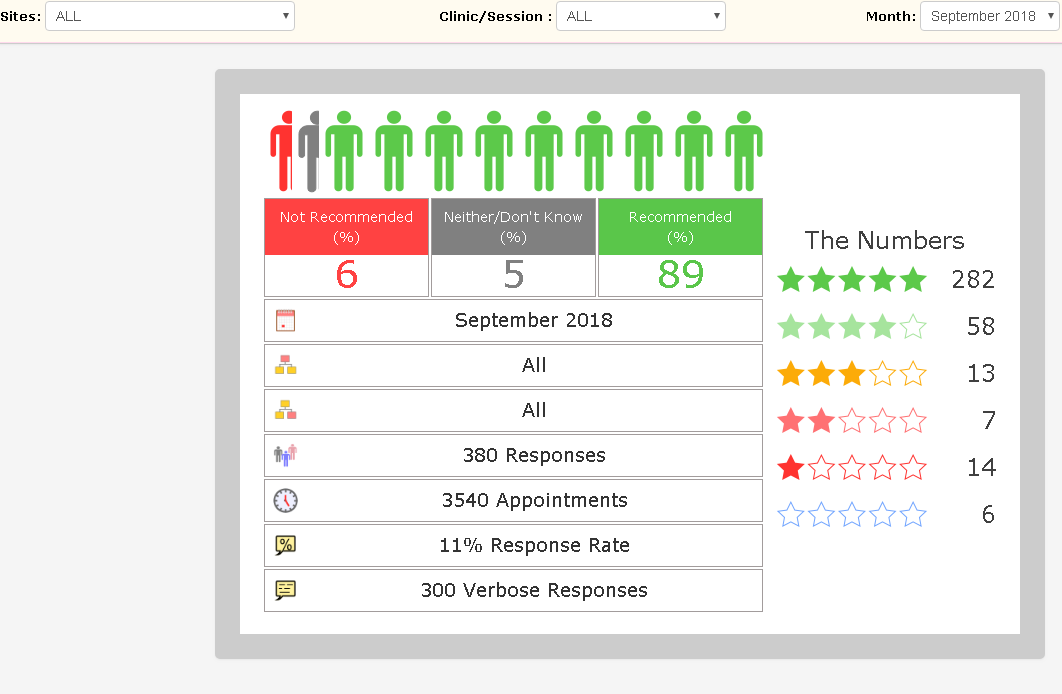 Sites: ALL Clinic/Session : ALL Month: September 2018
Not Recommended
(%)
Neither/Don't Know
(%)
Recommended
(%)
6 5 89
September 2018
All
All
380 Responses
3540 Appointments
% 11% Response Rate
300 Verbose Responses
The Numbers
282
58
13
7
14
6